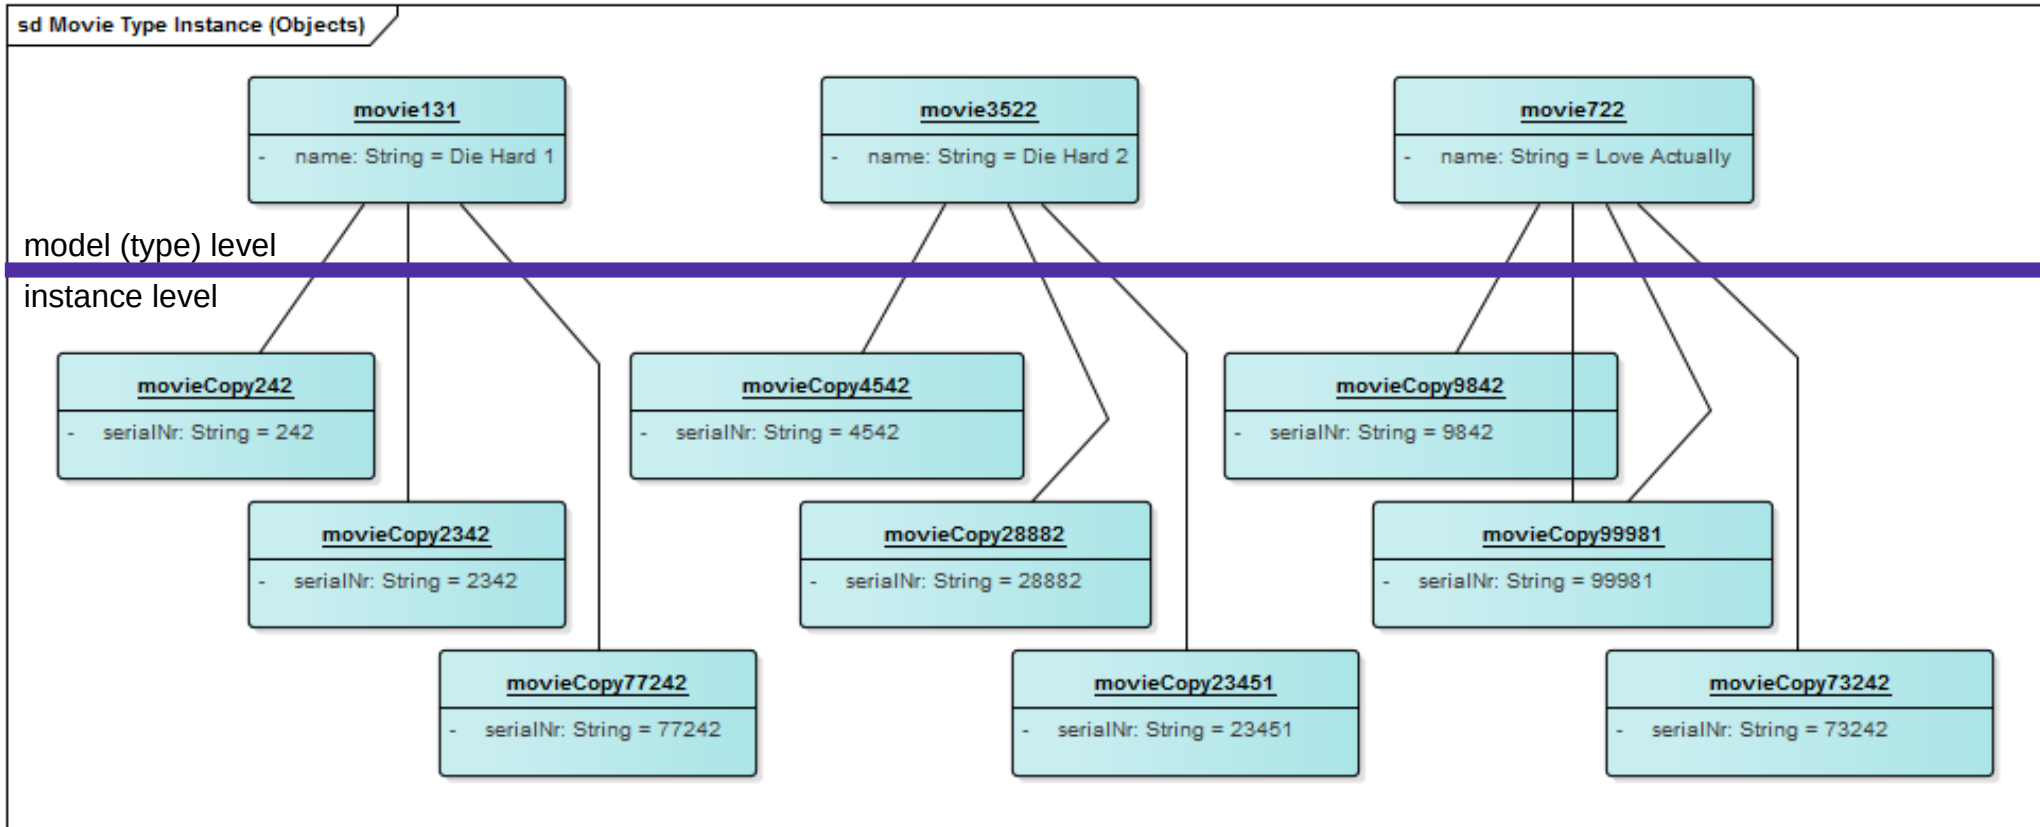 sd Movie Type Instance (Objects)
movie131
- name: String = Die Hard 1
movie3522
- name: String = Die Hard 2
movie722
- name: String = Love Actually
model (type) level
instance level
movieCopy242
- serialNr: String = 242
movieCopy4542
- serialNr: String = 4542
movieCopy9842
- serialNr: String = 9842
movieCopy2342
- serialNr: String = 2342
movieCopy28882
- serialNr: String = 28882
movieCopy99981
- serialNr: String = 99981
movieCopy77242
- serialNr: String = 77242
movieCopy23451
- serialNr: String = 23451
movieCopy73242
- serialNr: String = 73242